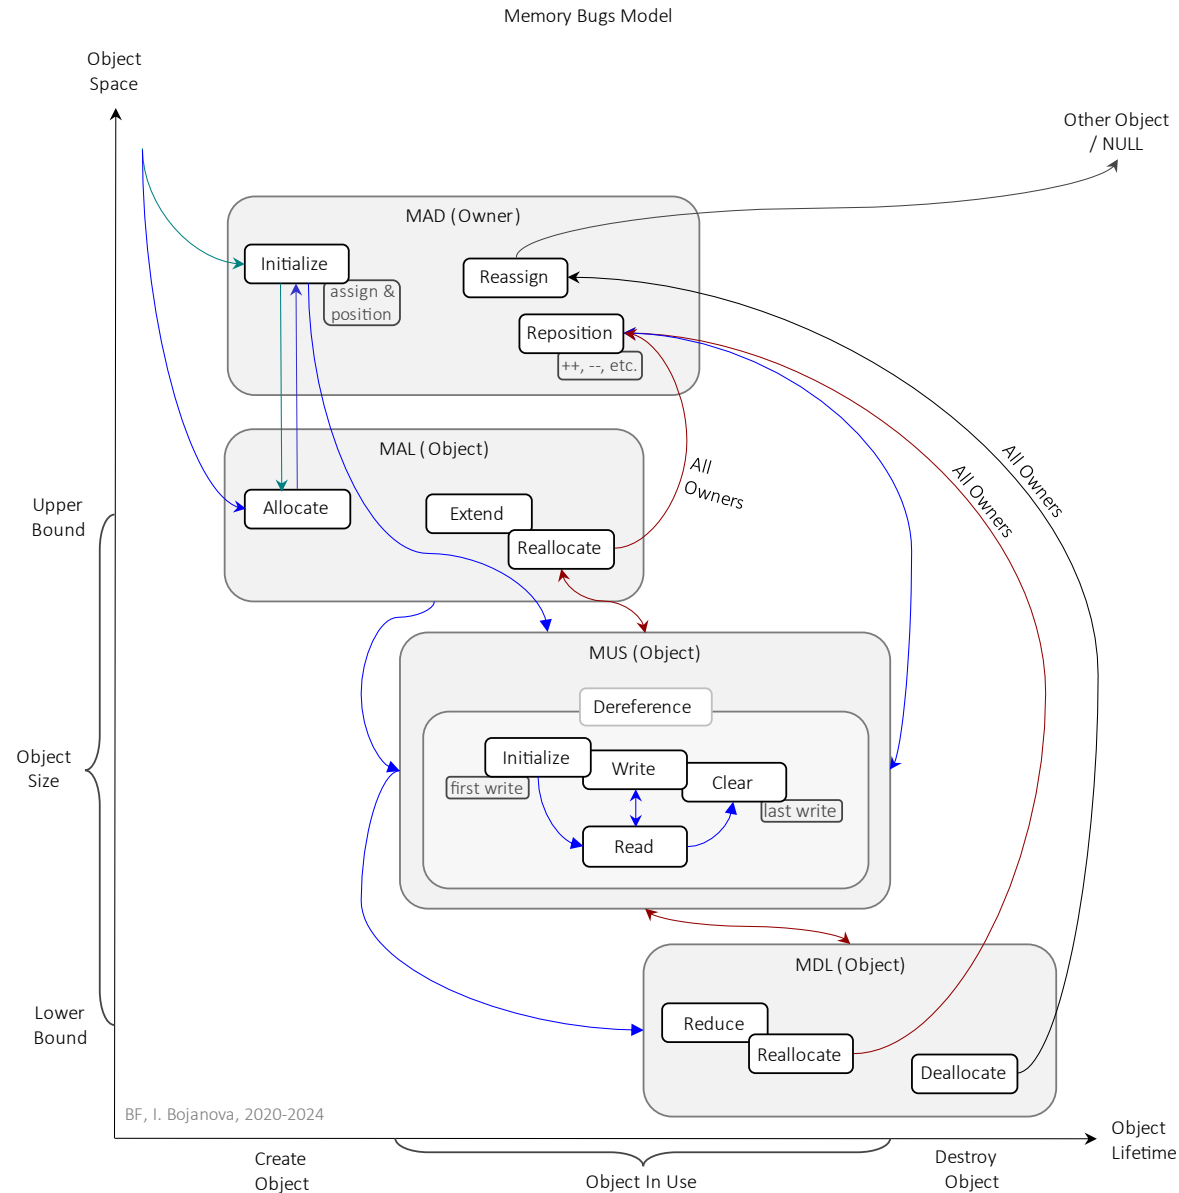 Memory Bugs Model
Object
Space
Other Object
/ NULL
MAD (Owner)
Initialize
assign &
position
Reassign
Reposition
++, --, etc.
MAL (Object)
Allocate
Extend
Reallocate
All
Owners
All Owners
All Owners
Upper
Bound
MUS (Object)
Dereference
Initialize
first write
Write
Clear
last write
Read
Object
Size
MDL (Object)
Reduce
Reallocate
Deallocate
Lower
Bound
BF, I. Bojanova, 2020-2024
Object
Lifetime
Create
Object
Object In Use
Destroy
Object